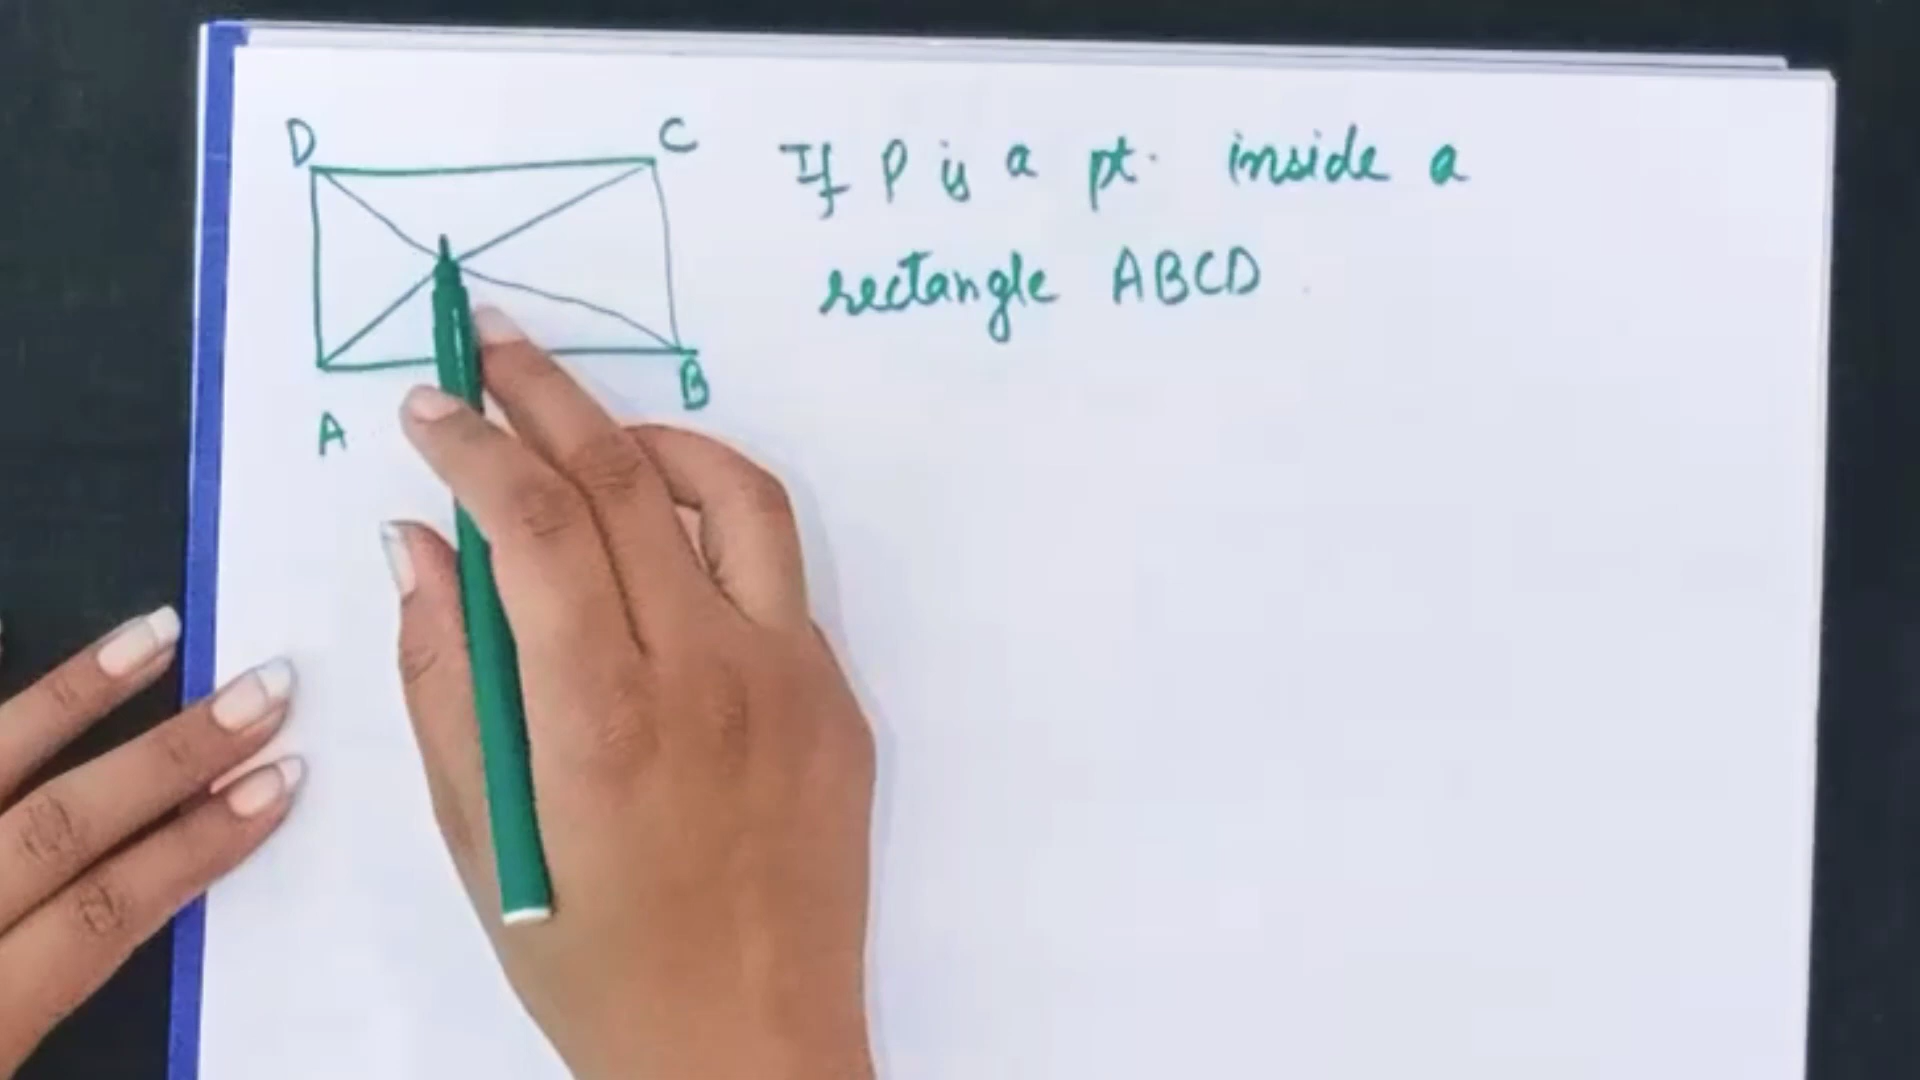 D C
If P is a pt. inside a
rectangle ABCD
B
A